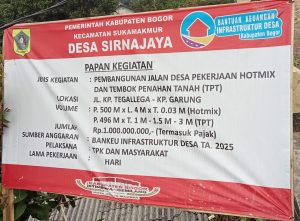 PEMERINTAH KABUPATEN BOGOR
KECAMATAN SUKAMAKMUR
DESA SIRNAJAYA
BANTUAN KEUANGAN
INFRASTRUKTUR DESA
(Kabupaten Bogor)
PAPAN KEGIATAN
JENIS KEGIATAN : PEMBANGUNAN JALAN DESA PEKERJAAN HOTMIX
DAN TEMBOK PENAHAN TANAH (TPT)
LOKASI : JL. KP. TEGALLEGA - KP. GARUNG
VOLUME : P. 500 M X L. 4 M X T. 0.03 M (Hotmix)
P. 496 M X T. 1 M - 1.5 M - 3 M (TPT)
JUMLAH : Rp.1.000.000.000,- (Termasuk Pajak)
SUMBER ANGGARAN : BANKEU INFRASTRUKTUR DESA TA. 2025
PELAKSANA : TPK DAN MASYARAKAT
LAMA PEKERJAAN : HARI
KABUPATEN BOGOR